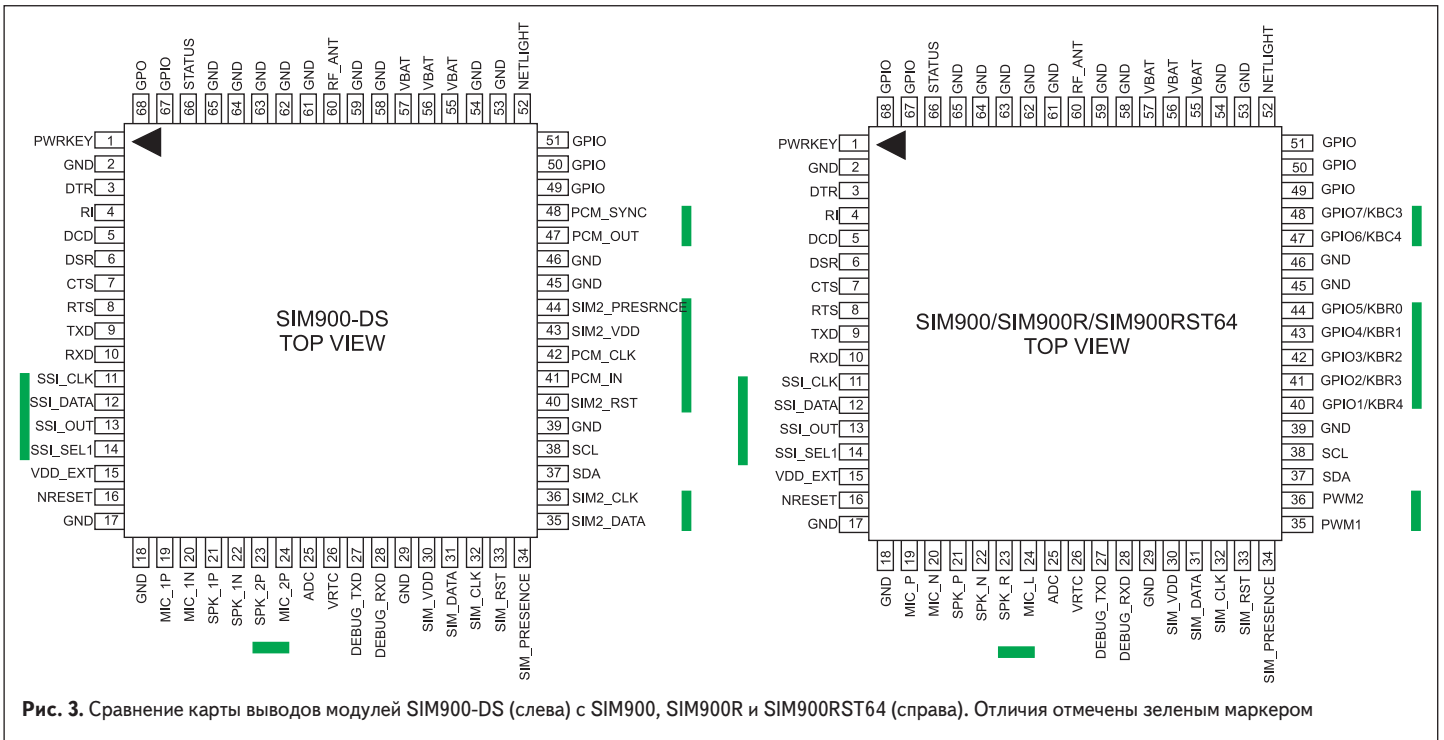 68 GPO
67 GPIO
66 STATUS
65 GND
64 GND
63 GND
62 GND
61 GND
60 RF_ANT
59 GND
58 GND
57 VBAT
56 VBAT
55 VBAT
54 GND
53 GND
52 NETLIGHT
PWRKEY 1
GND 2
DTR 3
RI 4
DCD 5
DSR 6
CTS 7
RTS 8
TXD 9
RXD 10
SSI_CLK 11
SSI_DATA 12
SSI_OUT 13
SSI_SEL1 14
VDD_EXT 15
NRESET 16
GND 17
SIM900-DS
TOP VIEW
51 GPIO
50 GPIO
49 GPIO
48 PCM_SYNC
47 PCM_OUT
46 GND
45 GND
44 SIM2_PRESRNCE
43 SIM2_VDD
42 PCM_CLK
41 PCM_IN
40 SIM2_RST
39 GND
38 SCL
37 SDA
36 SIM2_CLK
35 SIM2_DATA
18 GND
19 MIC_1P
20 MIC_1N
21 SPK_1P
22 SPK_1N
23 SPK_2P
24 MIC_2P
25 ADC
26 VRTC
27 DEBUG_TXD
28 DEBUG_RXD
29 GND
30 SIM_VDD
31 SIM_DATA
32 SIM_CLK
33 SIM_RST
34 SIM_PRESENCE
68 GPIO
67 GPIO
66 STATUS
65 GND
64 GND
63 GND
62 GND
61 GND
60 RF_ANT
59 GND
58 GND
57 VBAT
56 VBAT
55 VBAT
54 GND
53 GND
52 NETLIGHT
PWRKEY 1
GND 2
DTR 3
RI 4
DCD 5
DSR 6
CTS 7
RTS 8
TXD 9
RXD 10
SSI_CLK 11
SSI_DATA 12
SSI_OUT 13
SSI_SEL1 14
VDD_EXT 15
NRESET 16
GND 17
SIM900/SIM900R/SIM900RST64
TOP VIEW
51 GPIO
50 GPIO
49 GPIO
48 GPIO7/KBC3
47 GPIO6/KBC4
46 GND
45 GND
44 GPIO5/KBR0
43 GPIO4/KBR1
42 GPIO3/KBR2
41 GPIO2/KBR3
40 GPIO1/KBR4
39 GND
38 SCL
37 SDA
36 PWM2
35 PWM1
18 GND
19 MIC_P
20 MIC_N
21 SPK_P
22 SPK_N
23 SPK_R
24 MIC_L
25 ADC
26 VRTC
27 DEBUG_TXD
28 DEBUG_RXD
29 GND
30 SIM_VDD
31 SIM_DATA
32 SIM_CLK
33 SIM_RST
34 SIM_PRESENCE
Рис. 3. Сравнение карты выводов модулей SIM900-DS (слева) с SIM900, SIM900R и SIM900RST64 (справа). Отличия отмечены зеленым маркером